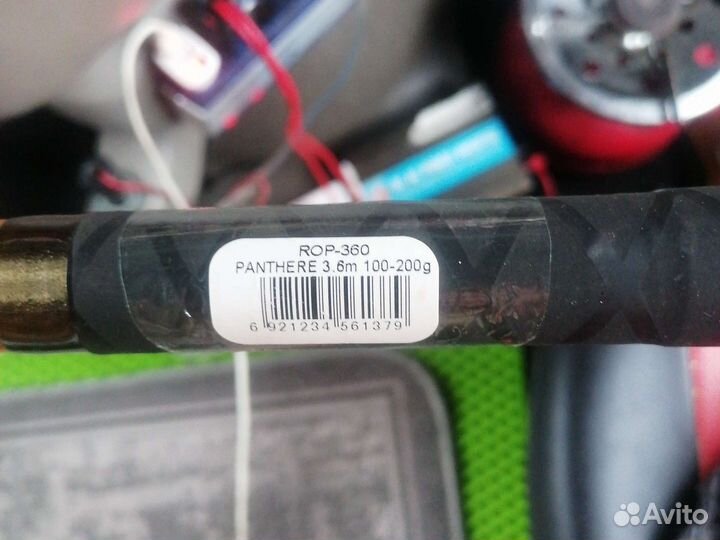 ROP-360
PANTHERE 3.6m 100-200g
6 921234 561379
Avito